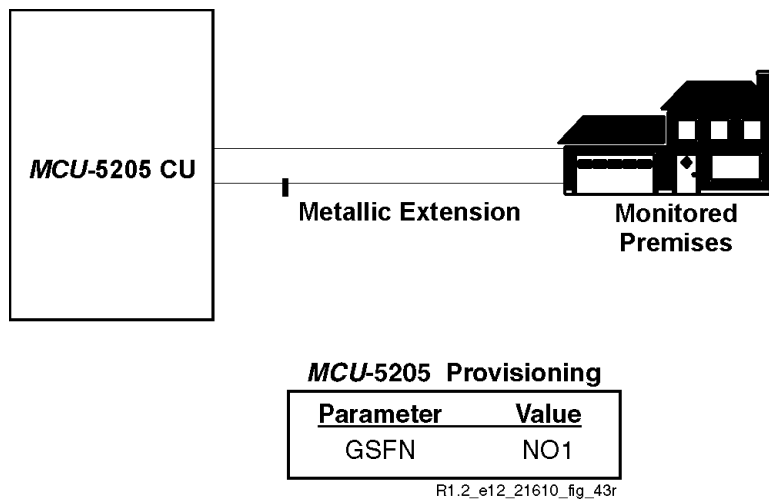 MCU-5205 CU
Metallic Extension
Monitored
Premises
MCU-5205 Provisioning
Parameter Value
GSFN NO1
R1.2_e12_21610_fig_43r